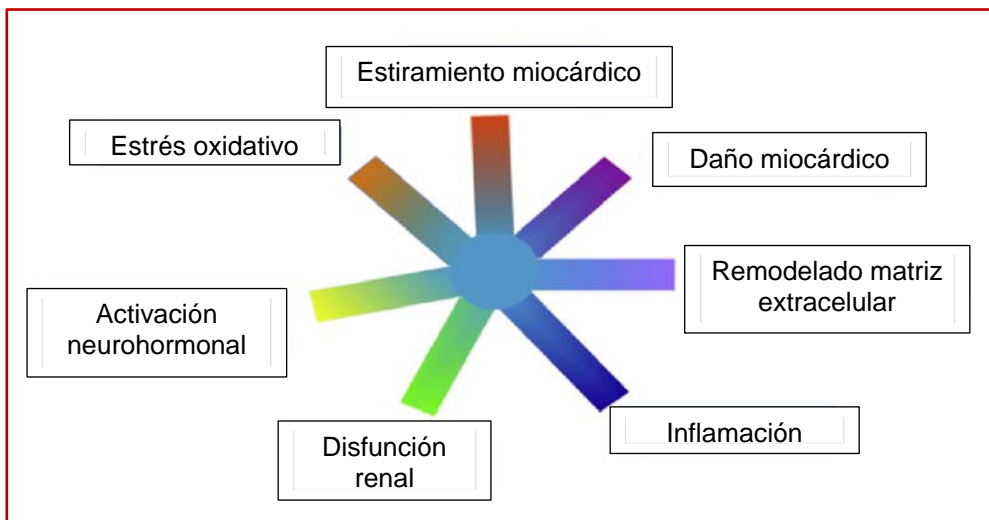 Estiramiento miocárdico
Estrés oxidativo
Daño miocárdico
Remodelado matriz
extracelular
Activación
neurohormonal
Inflamación
Disfunción
renal